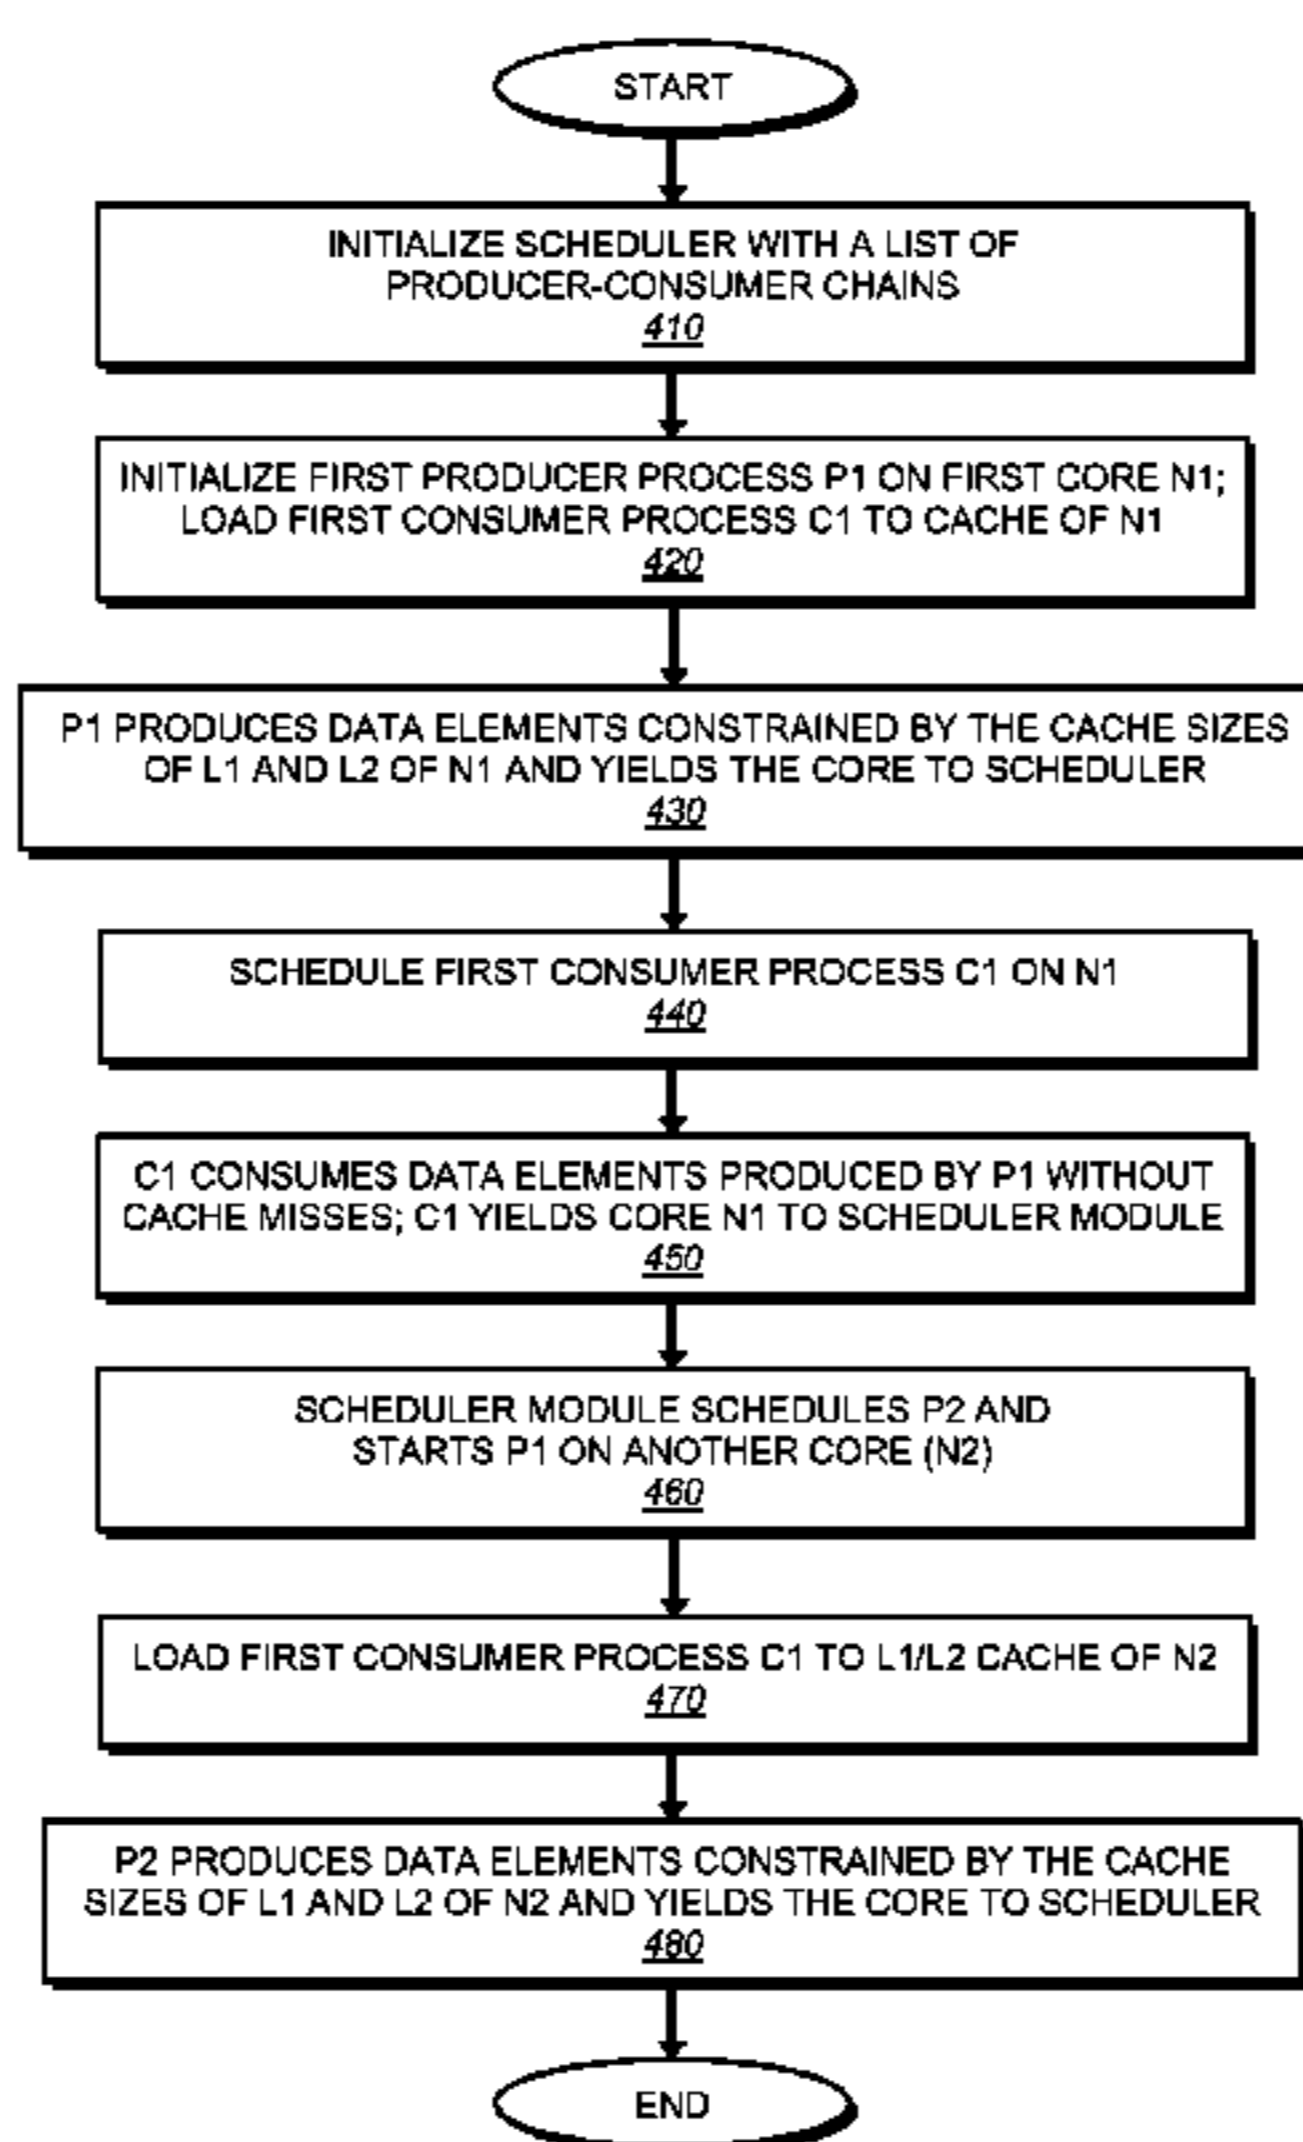 START
INITIALIZE SCHEDULER WITH A LIST OF
PRODUCER-CONSUMER CHAINS
410
INITIALIZE FIRST PRODUCER PROCESS P1 ON FIRST CORE N1;
LOAD FIRST CONSUMER PROCESS C1 TO CACHE OF N1
420
P1 PRODUCES DATA ELEMENTS CONSTRAINED BY THE CACHE SIZES
OF L1 AND L2 OF N1 AND YIELDS THE CORE TO SCHEDULER
430
SCHEDULE FIRST CONSUMER PROCESS C1 ON N1
440
C1 CONSUMES DATA ELEMENTS PRODUCED BY P1 WITHOUT
CACHE MISSES; C1 YIELDS CORE N1 TO SCHEDULER MODULE
450
SCHEDULER MODULE SCHEDULES P2 AND
STARTS P1 ON ANOTHER CORE (N2)
460
LOAD FIRST CONSUMER PROCESS C1 TO L1/L2 CACHE OF N2
470
P2 PRODUCES DATA ELEMENTS CONSTRAINED BY THE CACHE
SIZES OF L1 AND L2 OF N2 AND YIELDS THE CORE TO SCHEDULER
480
END